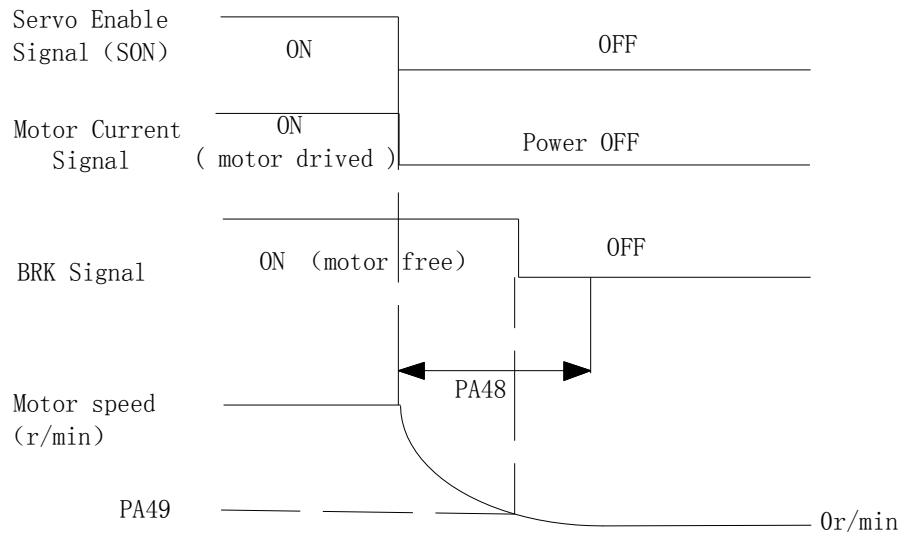 Servo Enable
Signal（SON）
ON
OFF
Motor Current
Signal
ON
( motor drived )
Power OFF
BRK Signal
ON （motor free)
OFF
PA48
Motor speed
(r/min)
PA49
0r/min